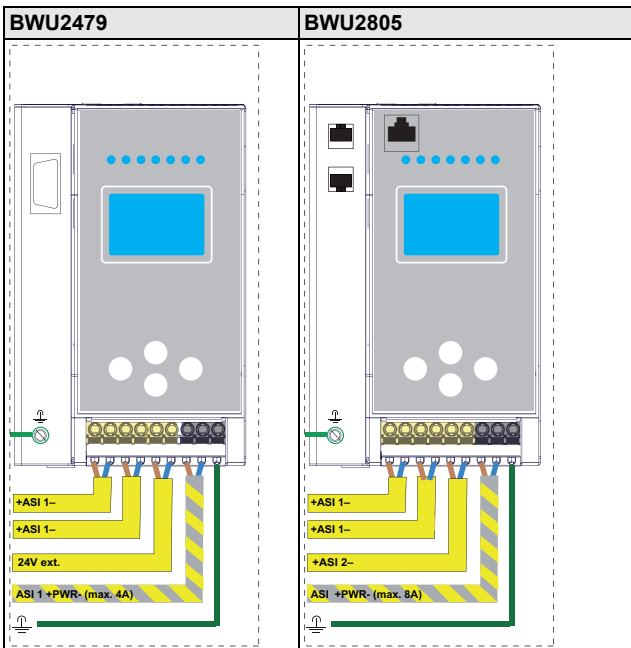 BWU2479
BWU2805
+ASI 1–
+ASI 1–
24V ext.
ASI 1 +PWR- (max. 4A)
+ASI 1–
+ASI 1–
+ASI 2–
ASI +PWR- (max. 8A)